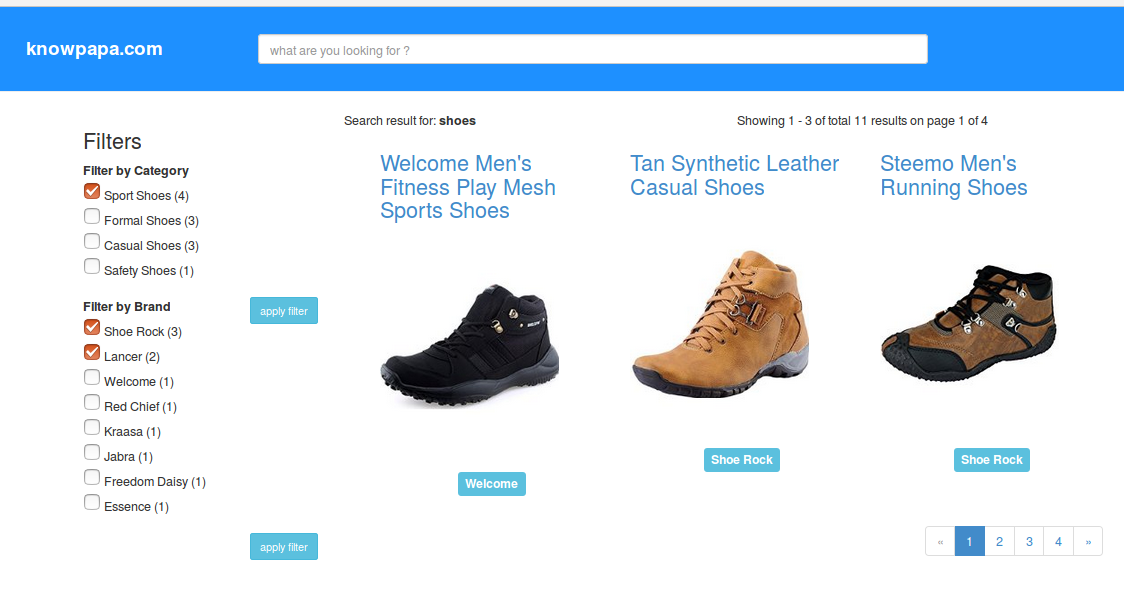 knowpapa.com
what are you looking for ?
Search result for: shoes
Showing 1 - 3 of total 11 results on page 1 of 4
Filters
Filter by Category
Sport Shoes (4)
Formal Shoes (3)
Casual Shoes (3)
Safety Shoes (1)
apply filter
Filter by Brand
Shoe Rock (3)
Lancer (2)
Welcome (1)
Red Chief (1)
Kraasa (1)
Jabra (1)
Freedom Daisy (1)
Essence (1)
apply filter
Welcome Men's
Fitness Play Mesh
Sports Shoes
Welcome
Tan Synthetic Leather
Casual Shoes
Shoe Rock
Steemo Men's
Running Shoes
Shoe Rock
« 1 2 3 4 »